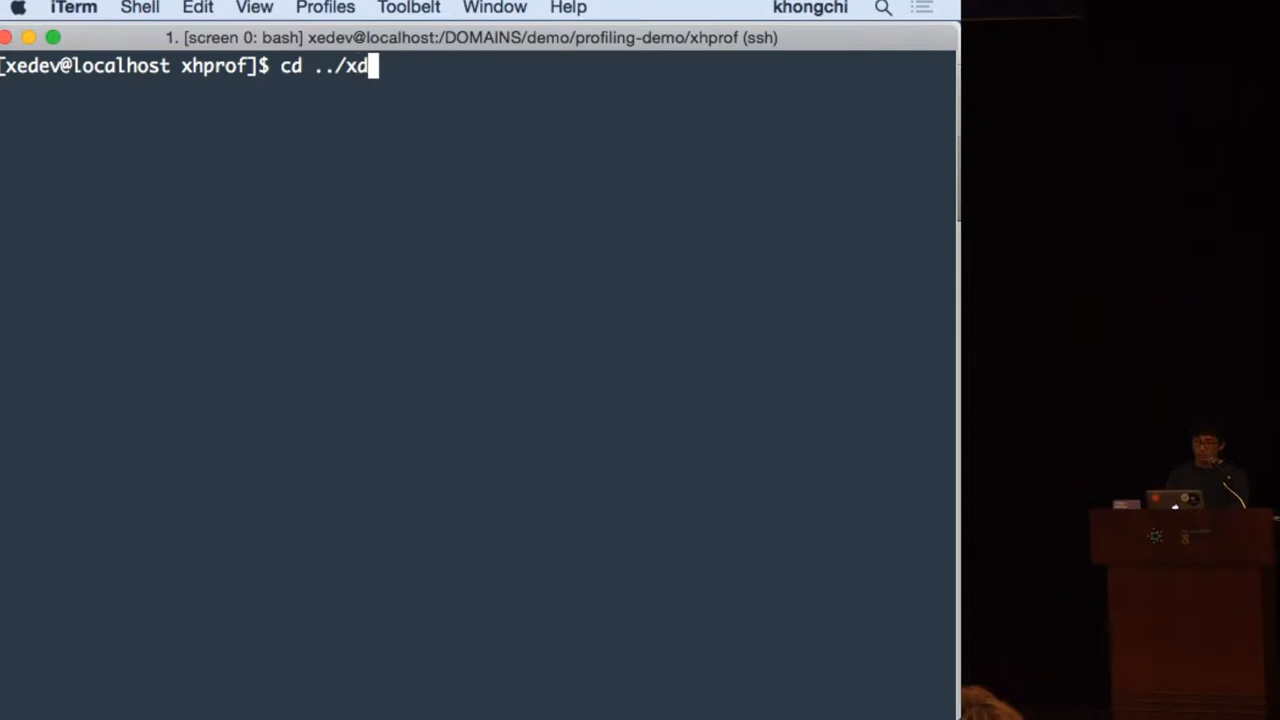 iTerm Shell Edit View Profiles Toolbelt Window Help khongchi
1. [screen 0: bash] xedev@localhost:/DOMAINS/demo/profiling-demo/xhprof (ssh)
[xedev@localhost xhprof]$ cd ../xd